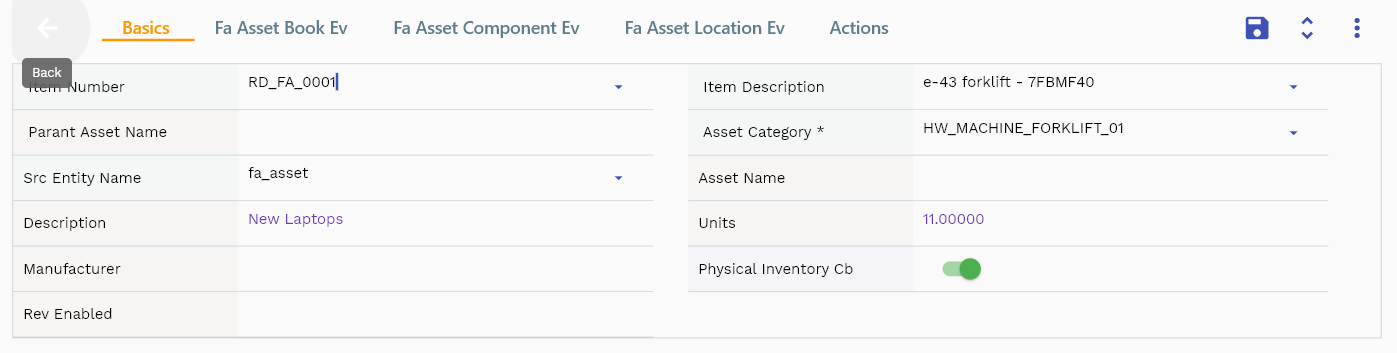 Basics Fa Asset Book Ev Fa Asset Component Ev Fa Asset Location Ev Actions
Back
Item Number RD_FA_0001 Item Description e-43 forklift - 7FBMF40
Parant Asset Name Asset Category * HW_MACHINE_FORKLIFT_01
Src Entity Name fa_asset Asset Name
Description New Laptops Units 11.00000
Manufacturer Physical Inventory Cb
Rev Enabled